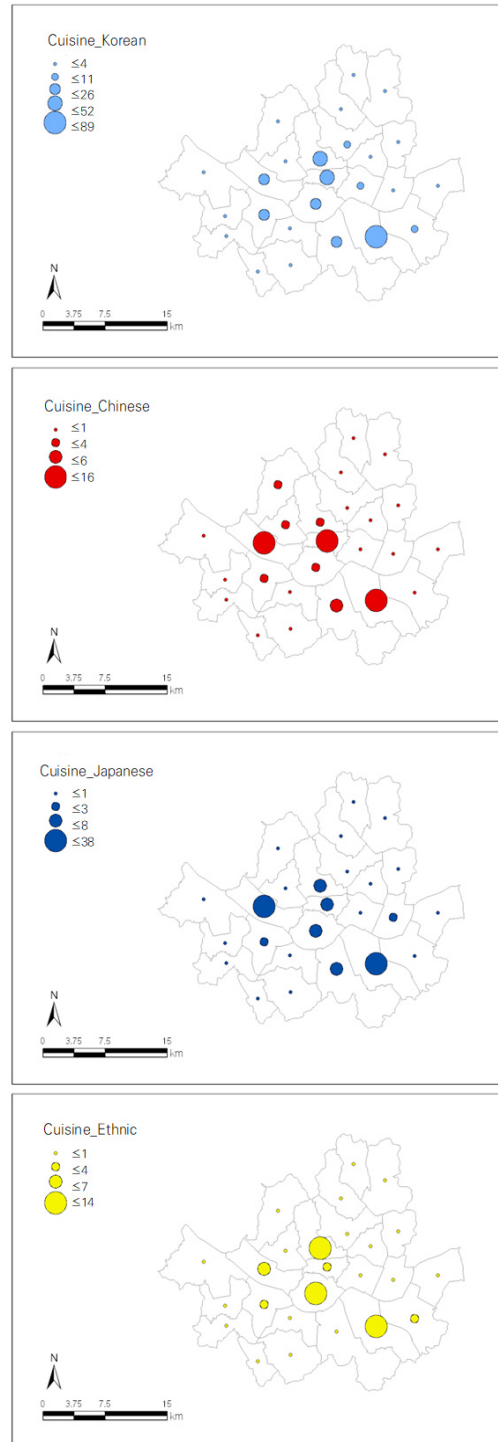 Cuisine_Korean
≤4
≤11
≤26
≤52
≤89
N
0 3.75 7.5 15
km
Cuisine_Chinese
≤1
≤4
≤6
≤16
N
0 3.75 7.5 15
km
Cuisine_Japanese
≤1
≤3
≤8
≤38
N
0 3.75 7.5 15
km
Cuisine_Ethnic
≤1
≤4
≤7
≤14
N
0 3.75 7.5 15
km